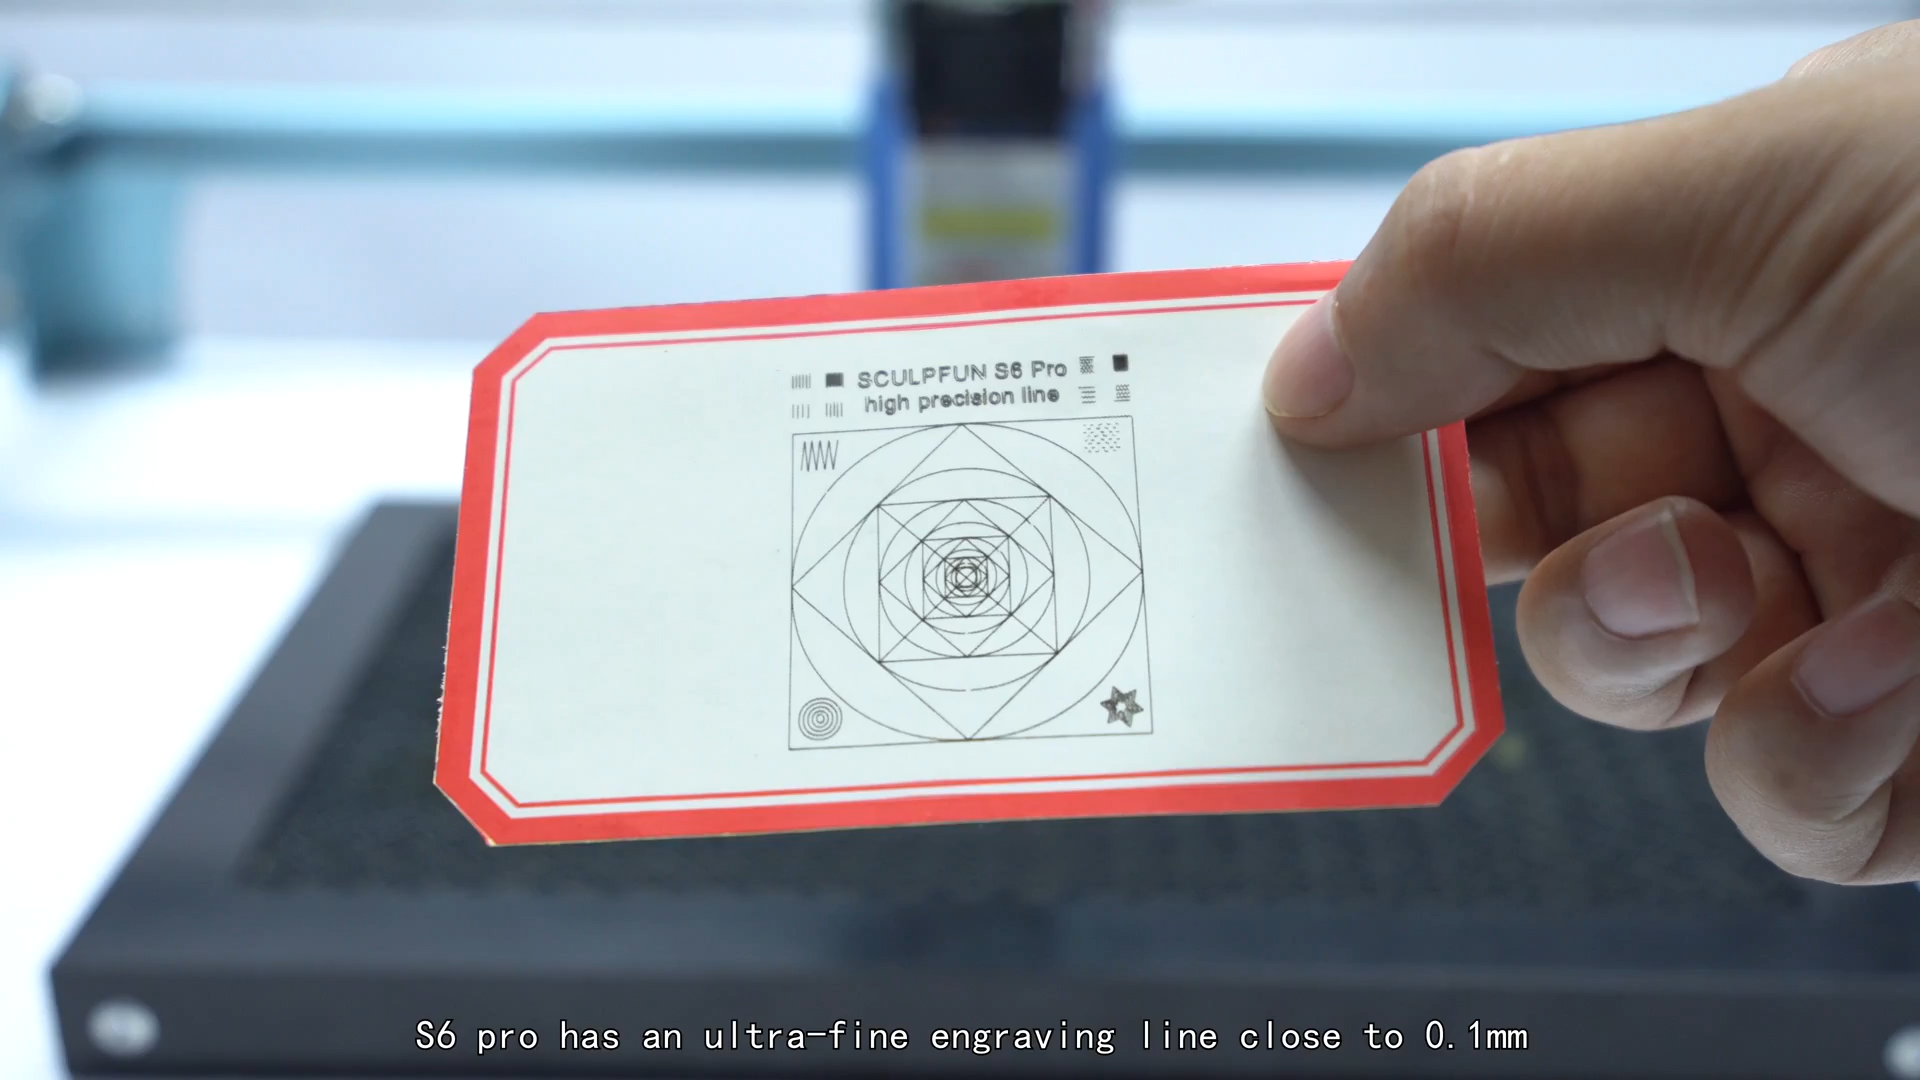 SCULPFUN S6 Pro
high precision line
S6 pro has an ultra-fine engraving line close to 0.1mm